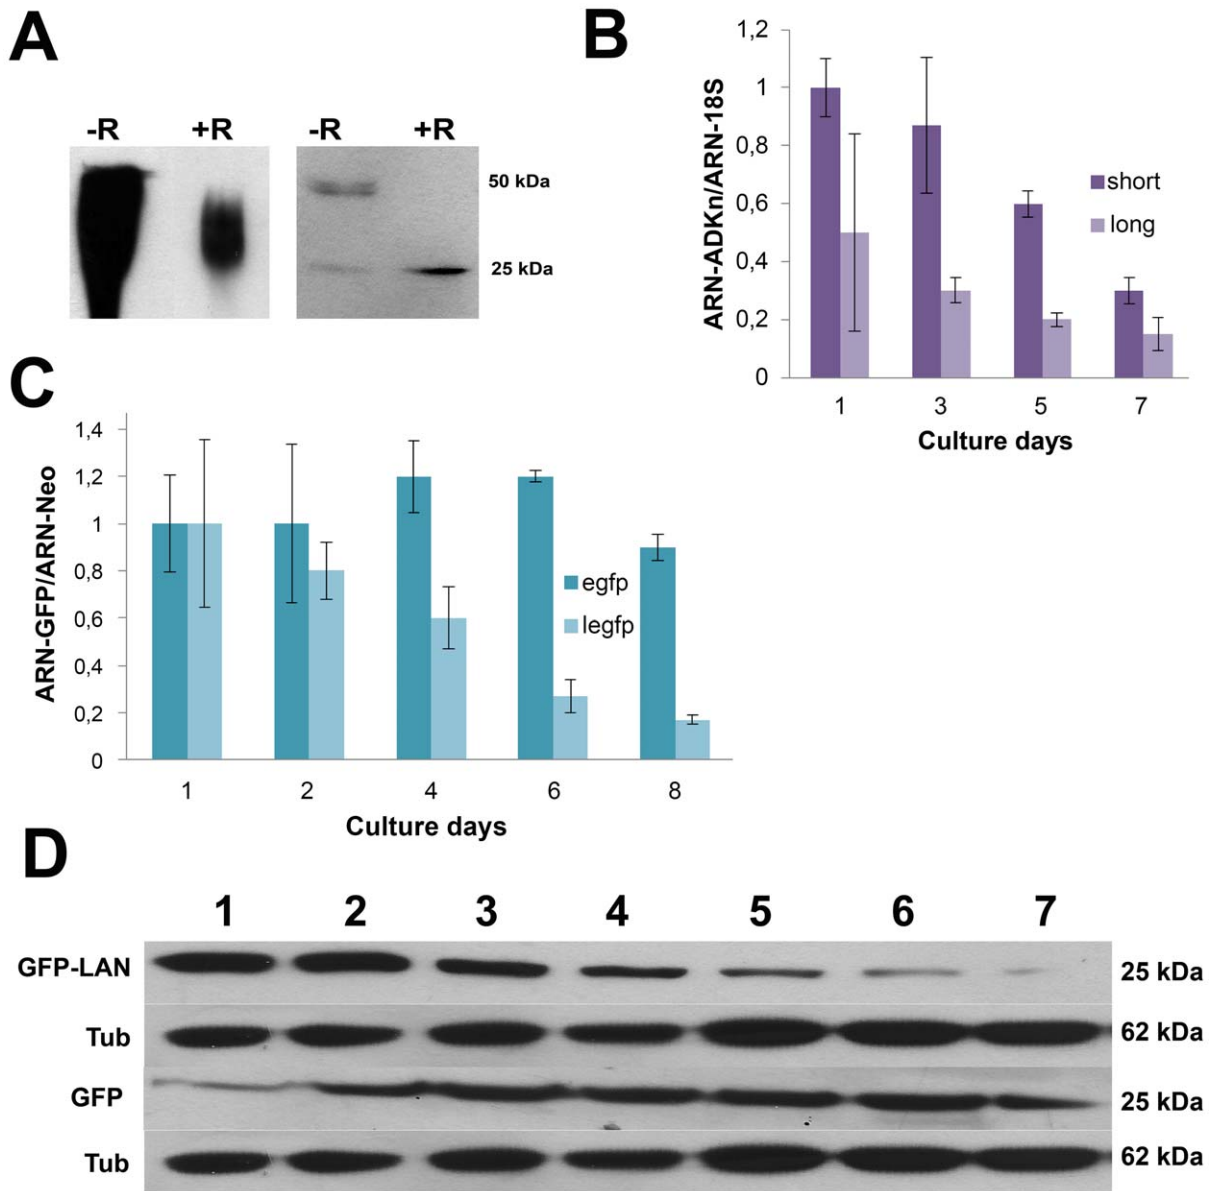 A
-R +R -R +R
50 kDa
25 kDa
B
ARN-ADKn/ARN-18S
1,2
1
0,8
0,6
0,4
0,2
0
short
long
1 3 5 7
Culture days
C
ARN-GFP/ARN-Neo
1,4
1,2
1
0,8
0,6
0,4
0,2
0
egfp
legfp
1 2 4 6 8
Culture days
D
1 2 3 4 5 6 7
GFP-LAN 25 kDa
Tub 62 kDa
GFP 25 kDa
Tub 62 kDa